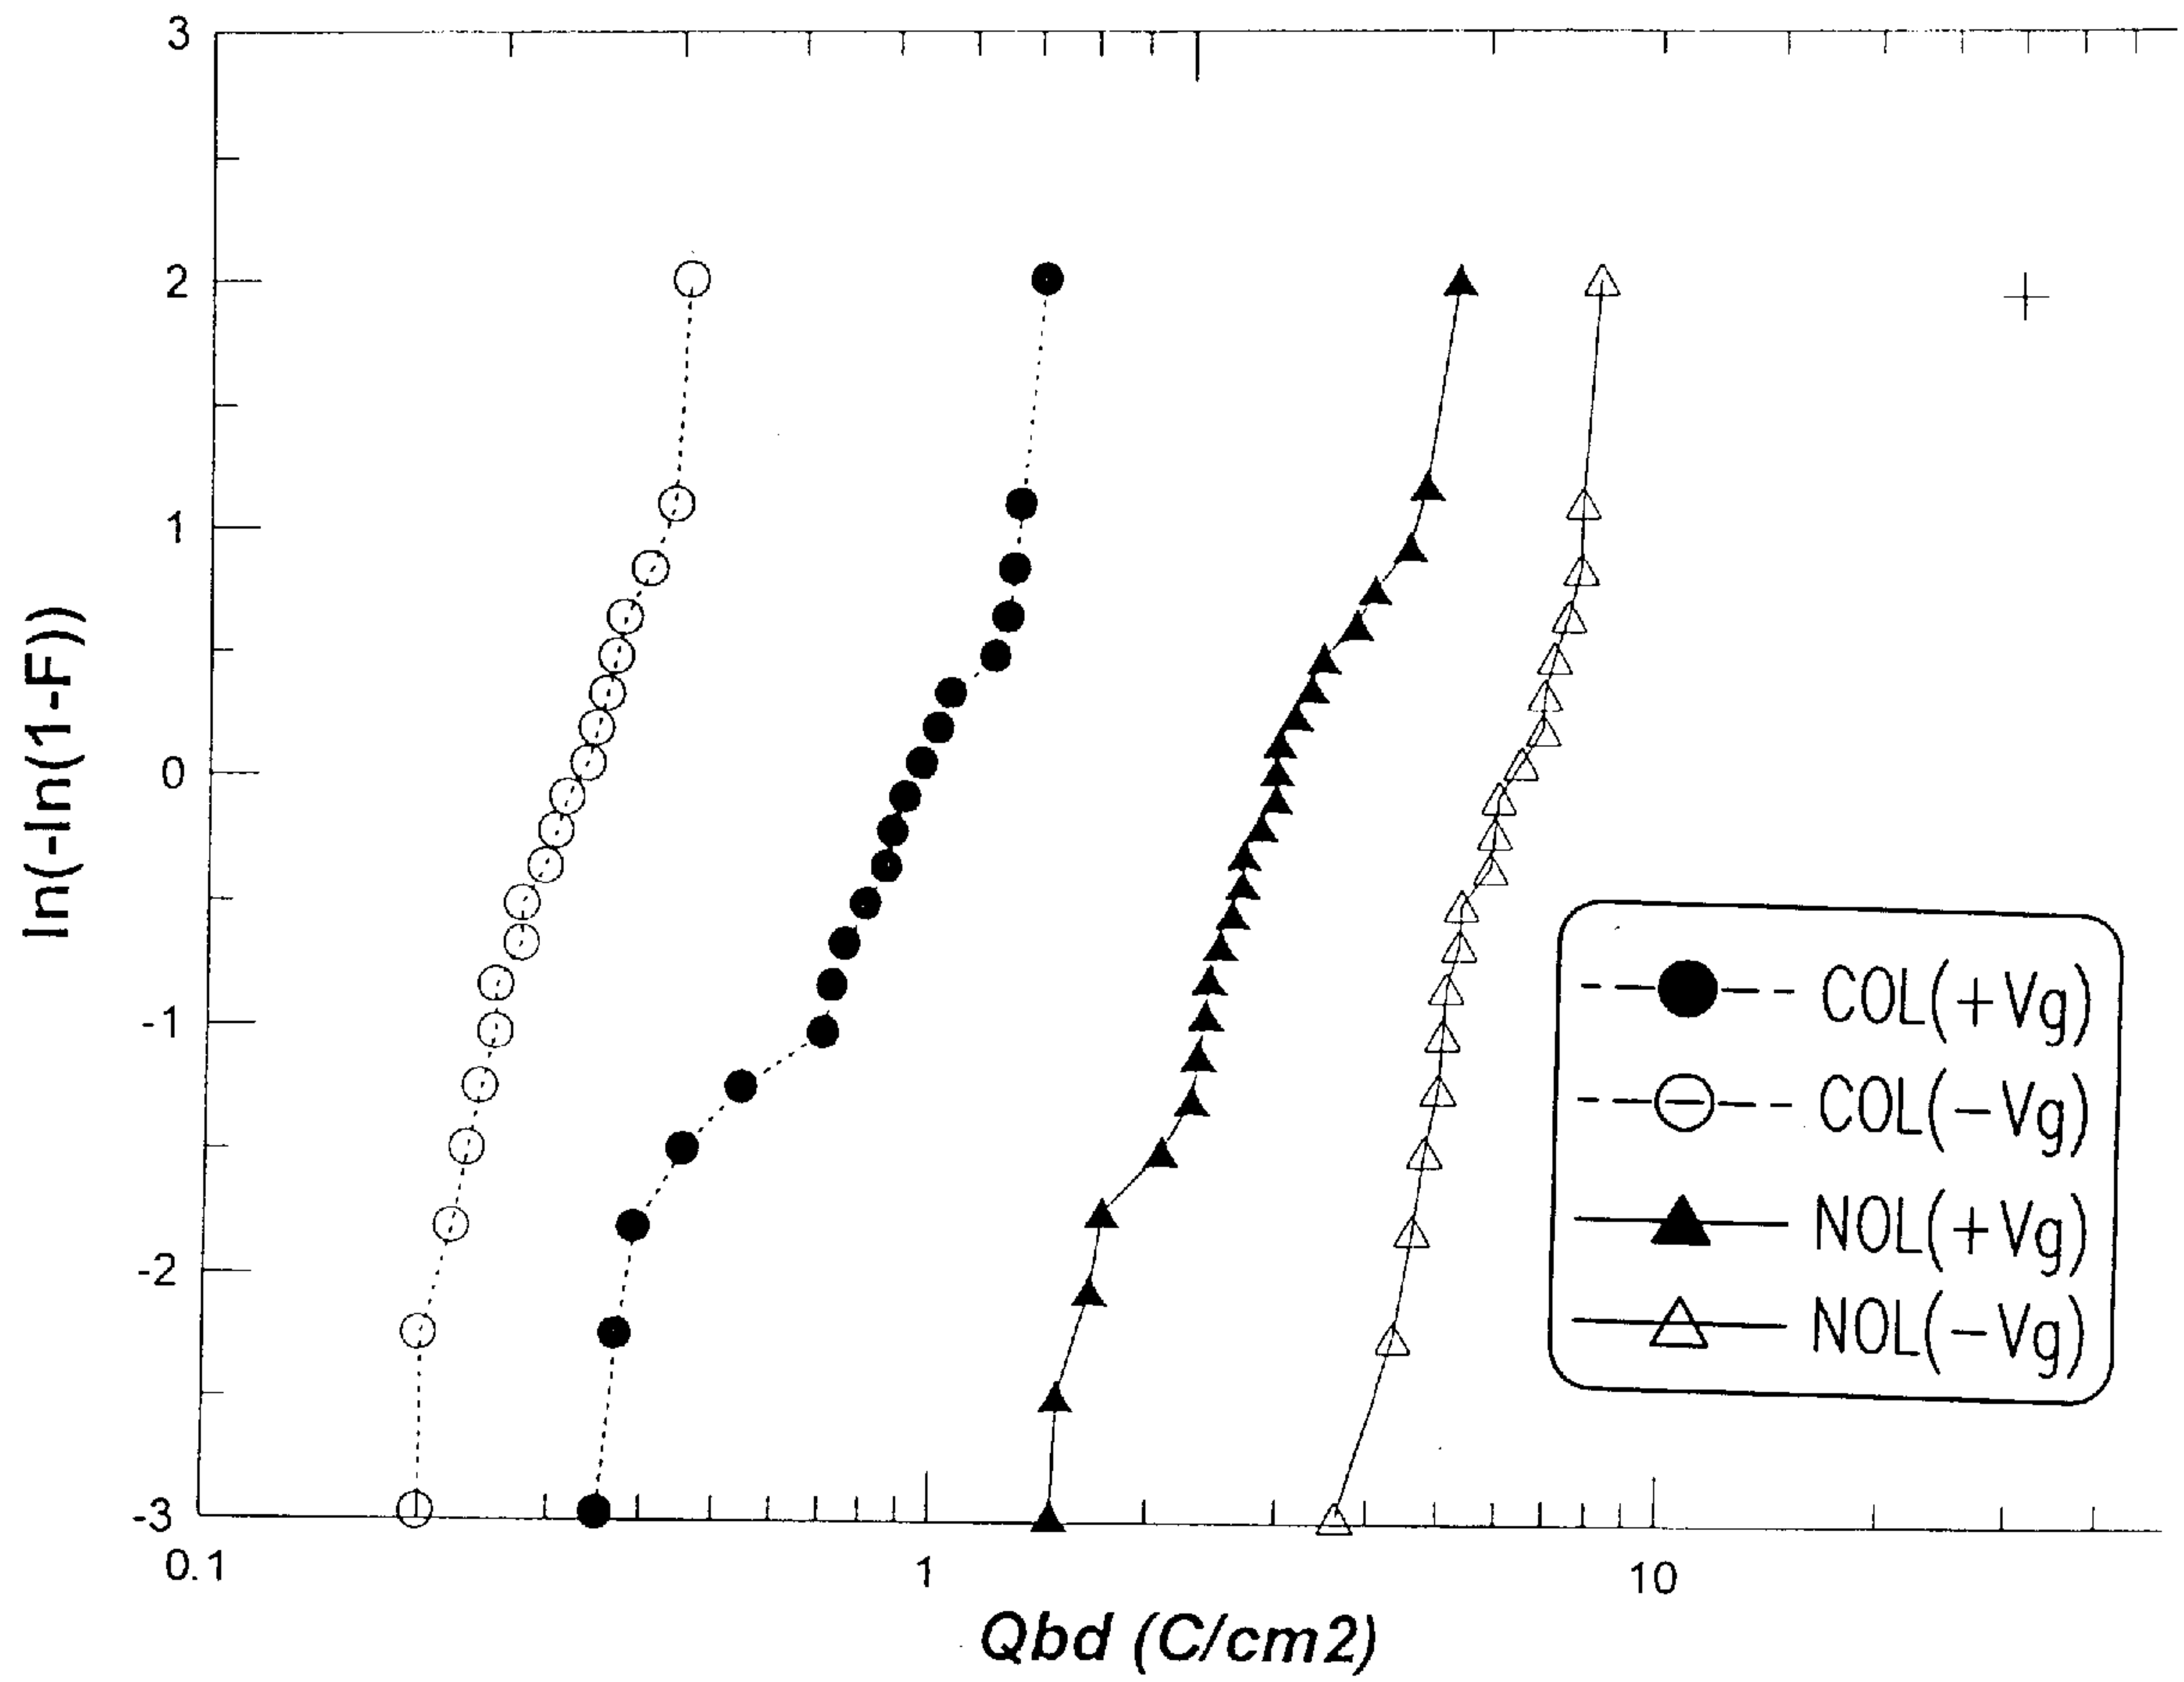 3
2
1
0
-1
-2
-3
ln(-ln(1-F))
0.1
1
10
Qbd (C/cm2)
COL(+Vg)
COL(-Vg)
NOL(+Vg)
NOL(-Vg)